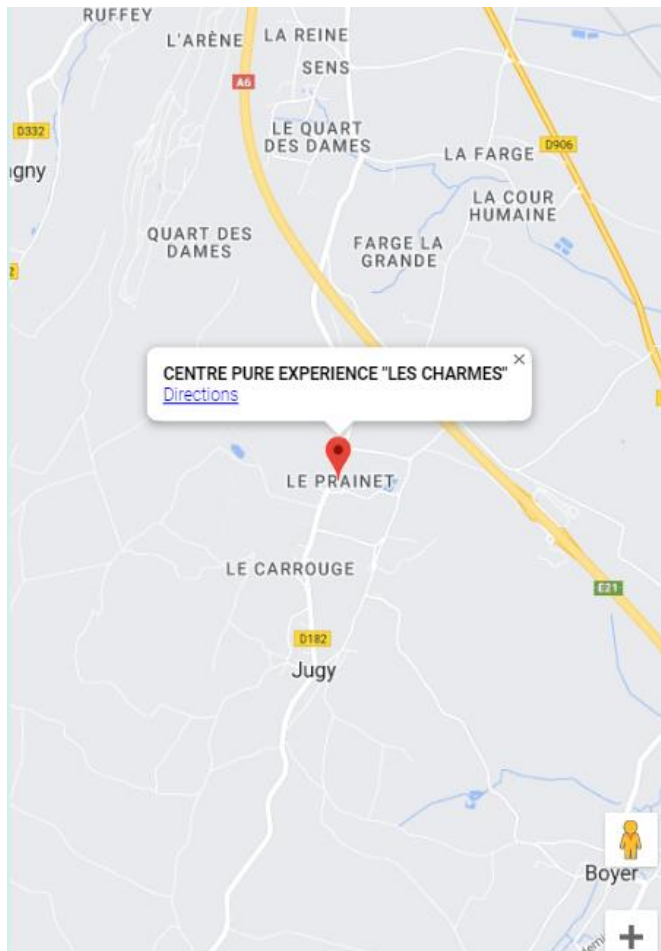 RUFFEY
L'ARÈNE
LA REINE
SENS
A6
D332
LE QUART
DES DAMES
D906
LA FARGE
gny
LA COUR
HUMAINE
QUART DES
DAMES
FARGE LA
GRANDE
CENTRE PURE EXPERIENCE "LES CHARMES"
Directions
LE PRAINET
LE CARROUGE
E21
D182
Jugy
Boyer